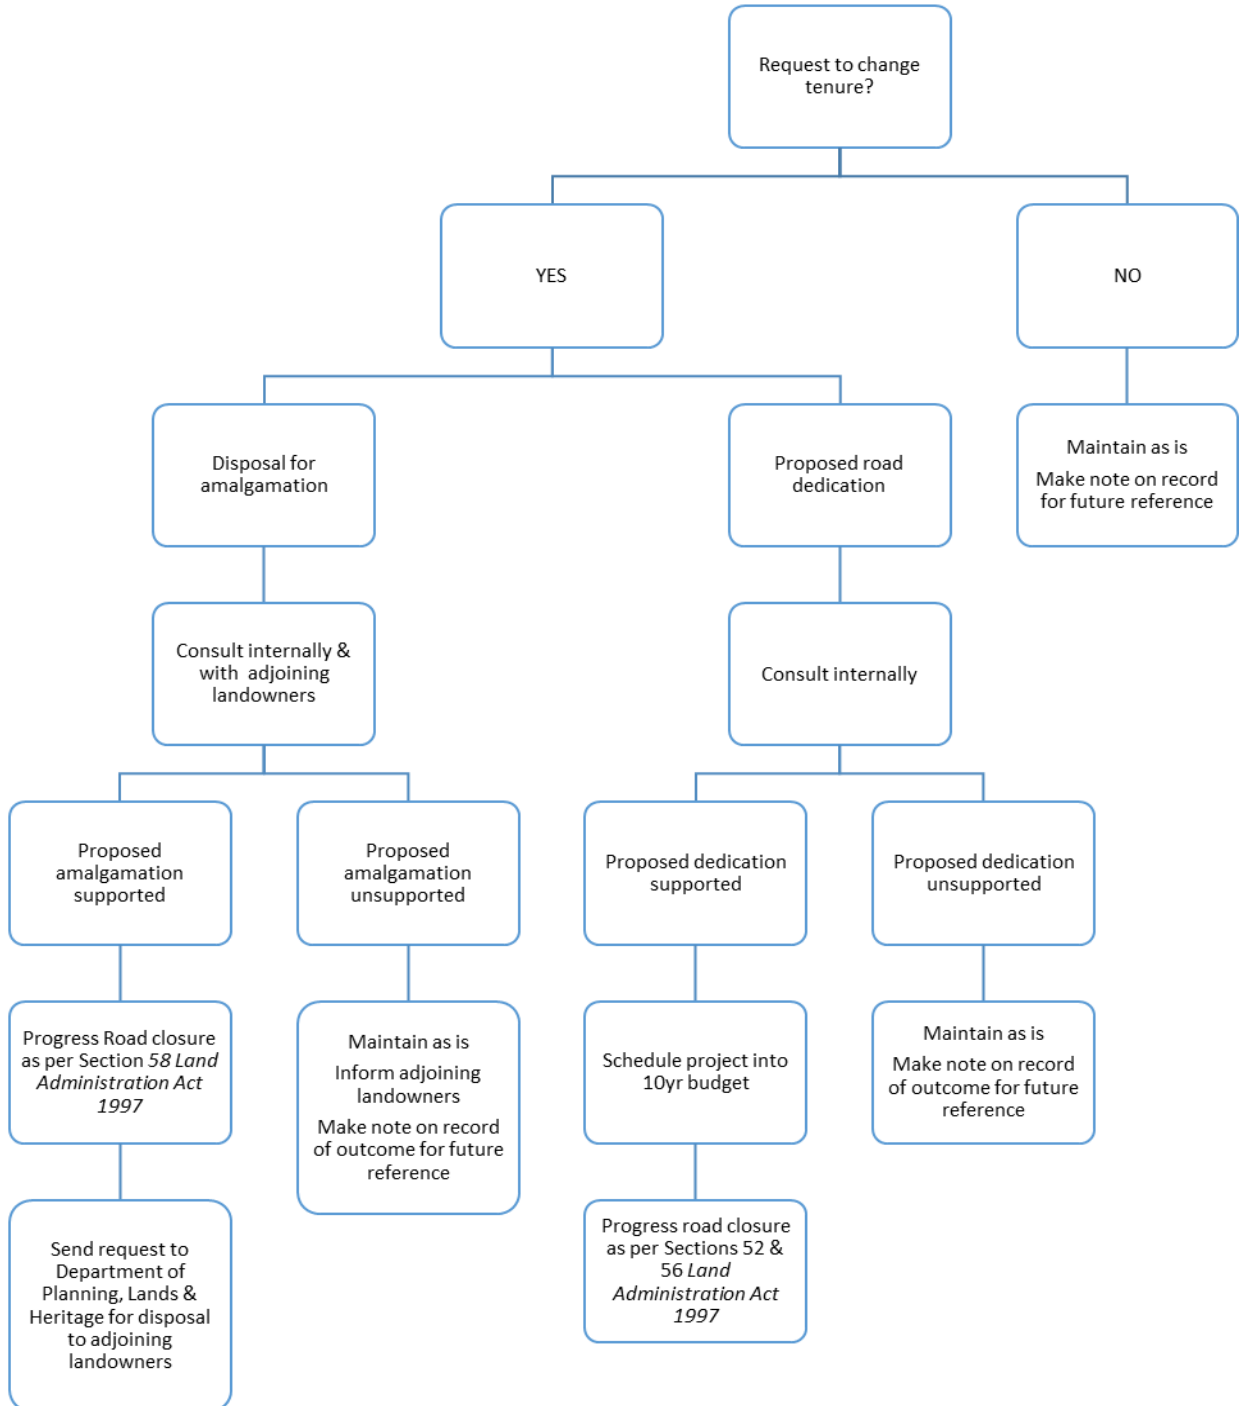 Request to change
tenure?
YES
NO
Disposal for
amalgamation
Proposed road
dedication
Maintain as is
Make note on record
for future reference
Consult internally &
with adjoining
landowners
Consult internally
Proposed
amalgamation
supported
Proposed
amalgamation
unsupported
Proposed dedication
supported
Proposed dedication
unsupported
Progress Road closure
as per Section 58 Land
Administration Act
1997
Maintain as is
Inform adjoining
landowners
Make note on record
of outcome for future
reference
Schedule project into
10yr budget
Maintain as is
Make note on record
of outcome for future
reference
Send request to
Department of
Planning, Lands &
Heritage for disposal
to adjoining
landowners
Progress road closure
as per Sections 52 &
56 Land
Administration Act
1997